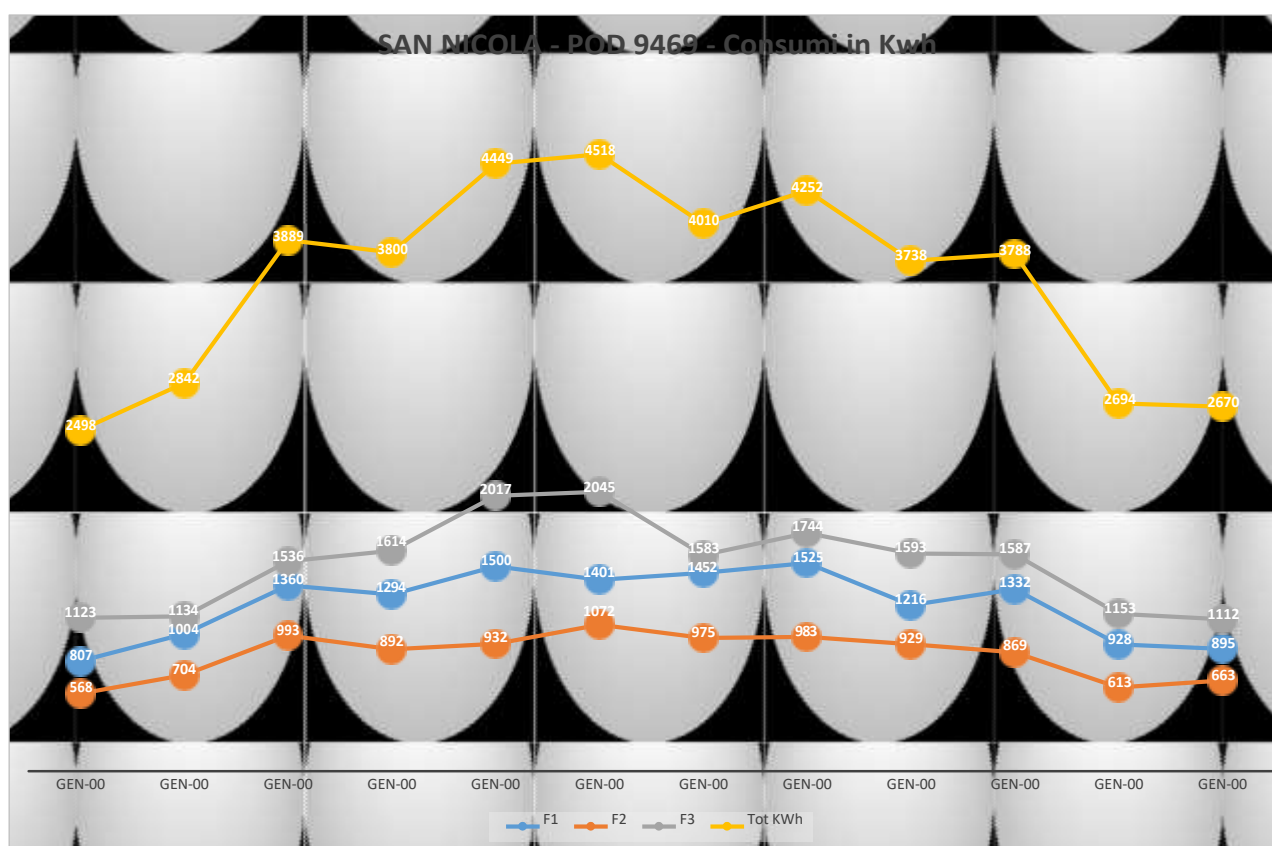 SAN NICOLA - POD 9469 - Consumi in Kwh
2498 2842 3889 3800 4449 4518 4010 4252 3738 3788 2694 2670
1123 1134 1536 1614 2017 2045 1583 1744 1593 1587 1153 1112
807 1004 1360 1294 1500 1401 1452 1525 1216 1332 928 895
568 704 993 892 932 1072 975 983 929 869 613 663
GEN-00 GEN-00 GEN-00 GEN-00 GEN-00 GEN-00 GEN-00 GEN-00 GEN-00 GEN-00 GEN-00 GEN-00
F1 F2 F3 Tot KWh